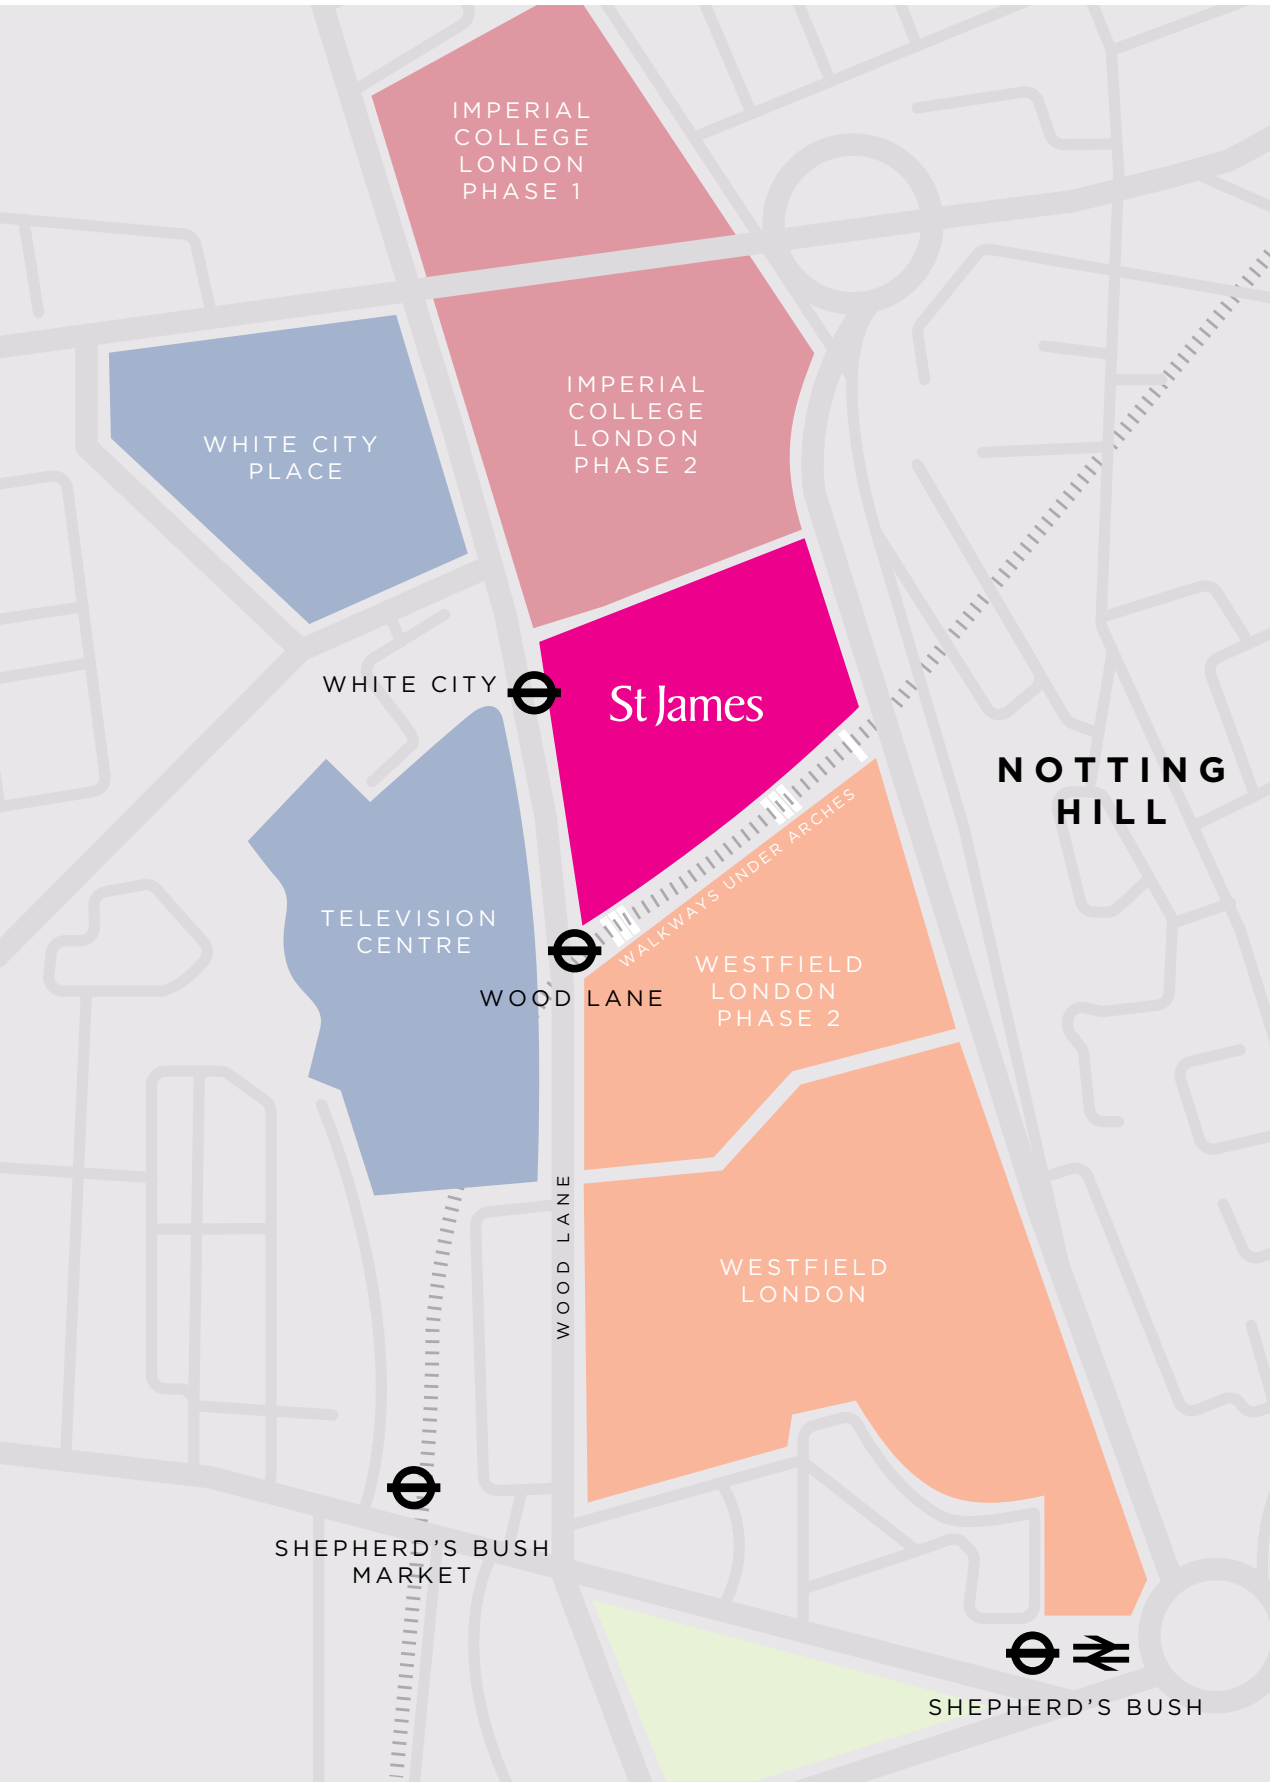 IMPERIAL
COLLEGE
LONDON
PHASE 1
IMPERIAL
COLLEGE
LONDON
PHASE 2
WHITE CITY
PLACE
WHITE CITY
St James
NOTTING
HILL
WALKWAYS UNDER ARCHES
TELEVISION
CENTRE
WESTFIELD
LONDON
PHASE 2
WOOD LANE
WOOD LANE
WESTFIELD
LONDON
SHEPHERD’S BUSH
MARKET
SHEPHERD’S BUSH